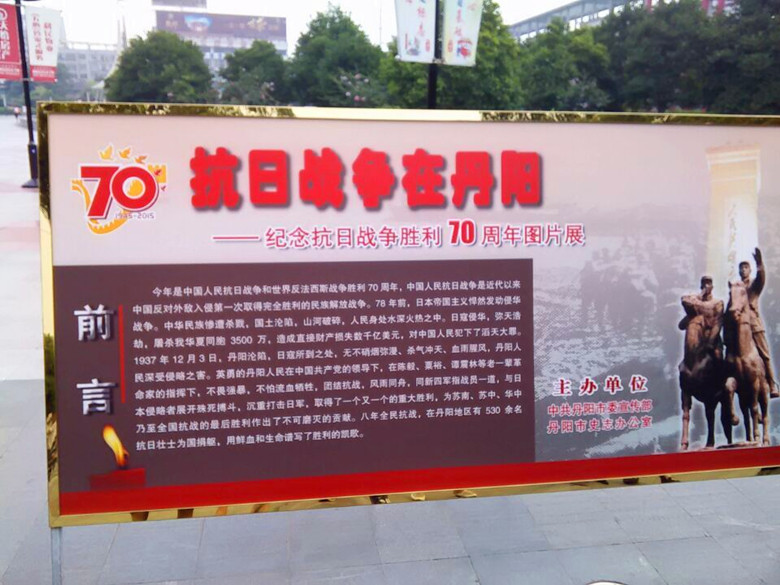 70
1945-2015
抗日战争在丹阳
——纪念抗日战争胜利70周年图片展
前言
今年是中国人民抗日战争和世界反法西斯战争胜利70周年，中国人民抗日战争是近代以来
中国反对外敌入侵第一次取得完全胜利的民族解放战争。78年前，日本帝国主义悍然发动侵华
战争。中华民族惨遭杀戮，国土沦陷，山河破碎，人民身处水深火热之中。日寇侵华，弥天浩
劫，屠杀我华夏同胞3500万，造成直接财产损失数千亿美元，对中国人民犯下了滔天大罪。
1937年12月3日，丹阳沦陷，日寇所到之处，无不硝烟弥漫、杀气冲天、血雨腥风，丹阳人
民深受侵略之害。英勇的丹阳人民在中国共产党的领导下，在陈毅、粟裕、谭震林等老一辈革
命家的指挥下，不畏强暴，不怕流血牺牲，团结抗战，风雨同舟，同新四军指战员一道，与日
本侵略者展开殊死搏斗，沉重打击日军，取得了一个又一个的重大胜利，为苏南、苏中、华中
乃至全国抗战的最后胜利作出了不可磨灭的贡献。八年全民抗战，在丹阳地区有530余名
抗日壮士为国捐躯，用鲜血和生命谱写了胜利的凯歌。
主办单位
中共丹阳市委宣传部
丹阳市史志办公室